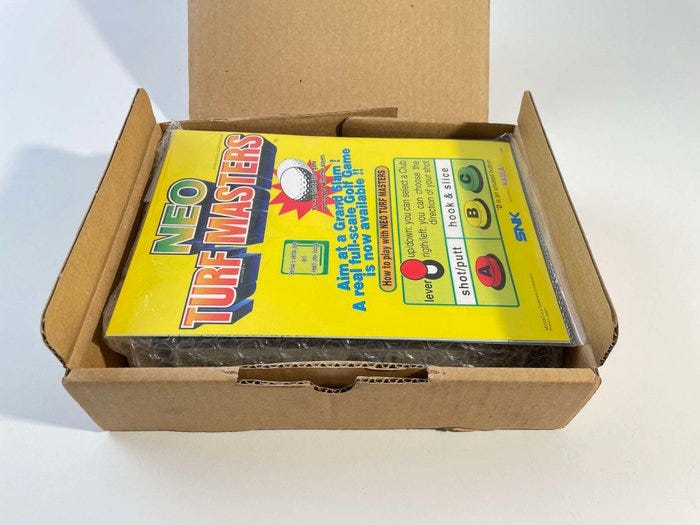 NEO
TURF MASTERS
Aim at a Grand Slam !
A real full-scale Golf Game
is now available !!
How to play with NEO TURF MASTERS
lever
up/down: you can select a Club
rigth/left: you can choose the
direction of your shot
shot/putt
hook & slice
A
B
C
SNK
NAZCA